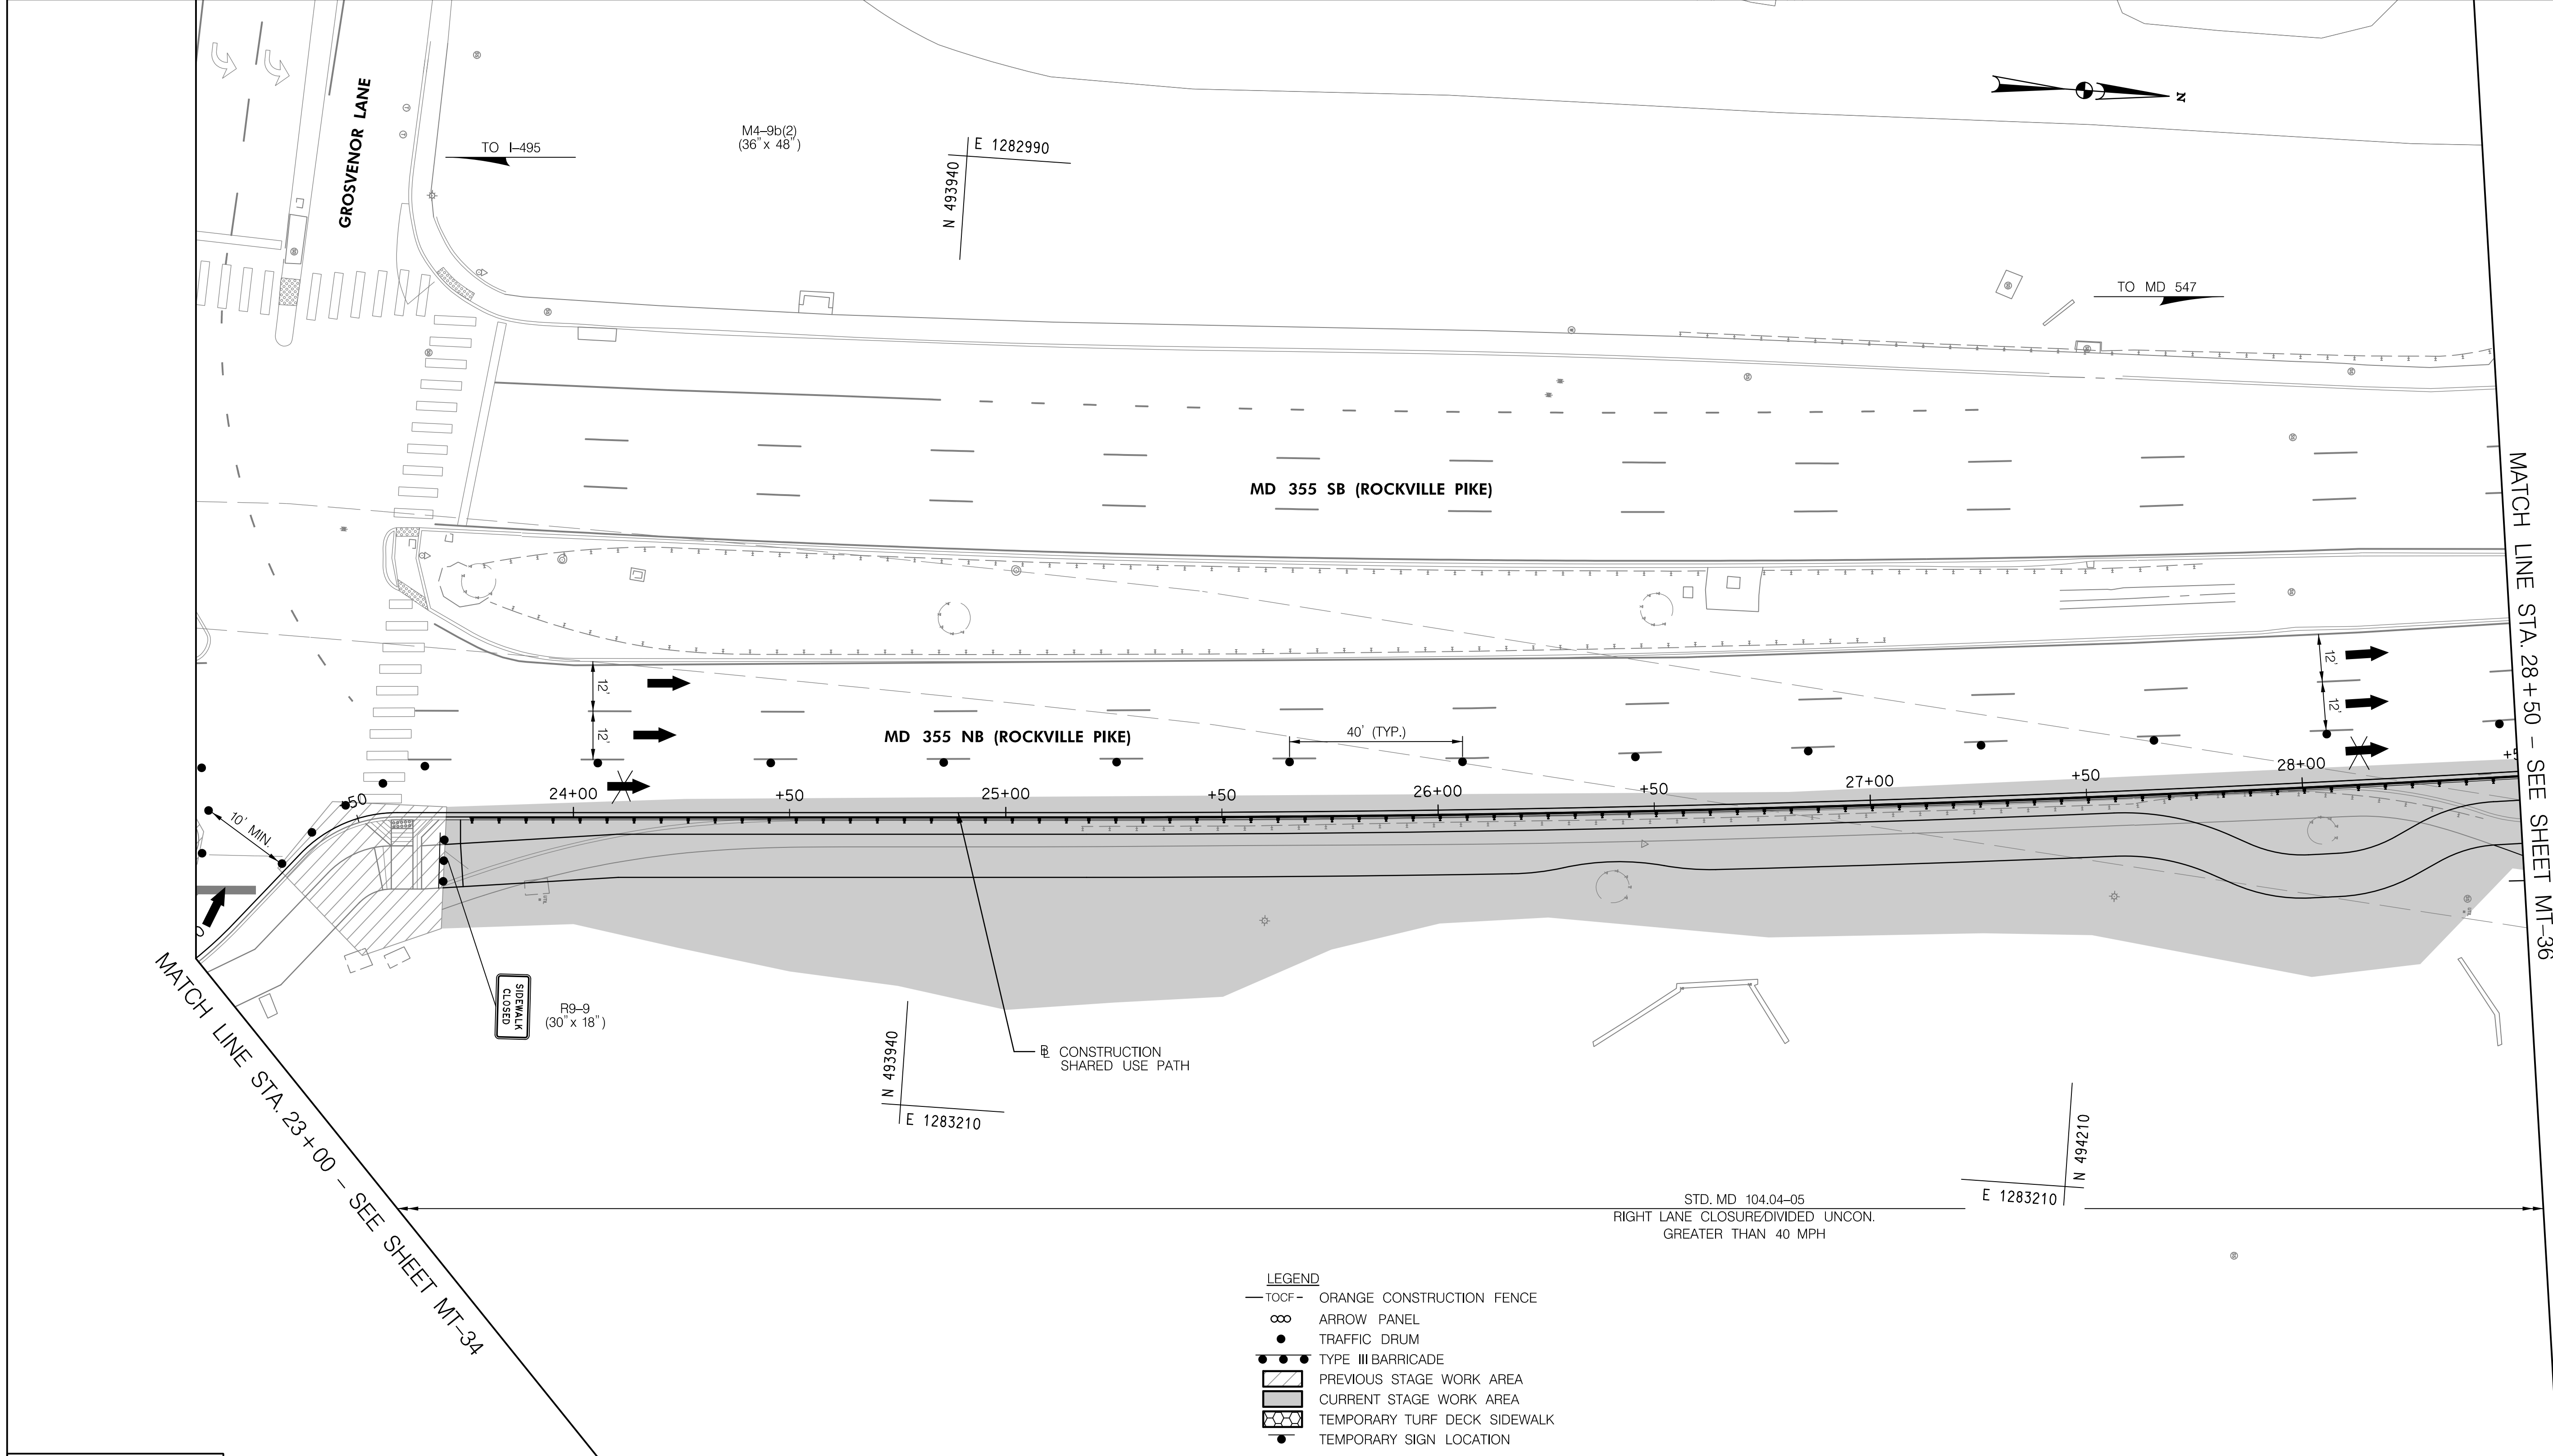 GROSVENOR LANE
TO I-495
M4-9b(2)
(36" x 48")
E 1282990
N 493940
N
TO MD 547
MD 355 SB (ROCKVILLE PIKE)
MATCH LINE STA. 28+50 - SEE SHEET MT-36
12'
12'
12'
12'
MD 355 NB (ROCKVILLE PIKE)
40' (TYP.)
10' MIN.
+50
24+00
+50
25+00
+50
26+00
+50
27+00
+50
28+00
MATCH LINE STA. 23+00 - SEE SHEET MT-34
SIDEWALK
CLOSED
R9-9
(30" x 18")
N 493940
E 1283210
℄ CONSTRUCTION
SHARED USE PATH
N 494210
E 1283210
STD. MD 104.04-05
RIGHT LANE CLOSURE/DIVIDED UNCON.
GREATER THAN 40 MPH
LEGEND
TOCF - ORANGE CONSTRUCTION FENCE
ARROW PANEL
TRAFFIC DRUM
TYPE III BARRICADE
PREVIOUS STAGE WORK AREA
CURRENT STAGE WORK AREA
TEMPORARY TURF DECK SIDEWALK
TEMPORARY SIGN LOCATION